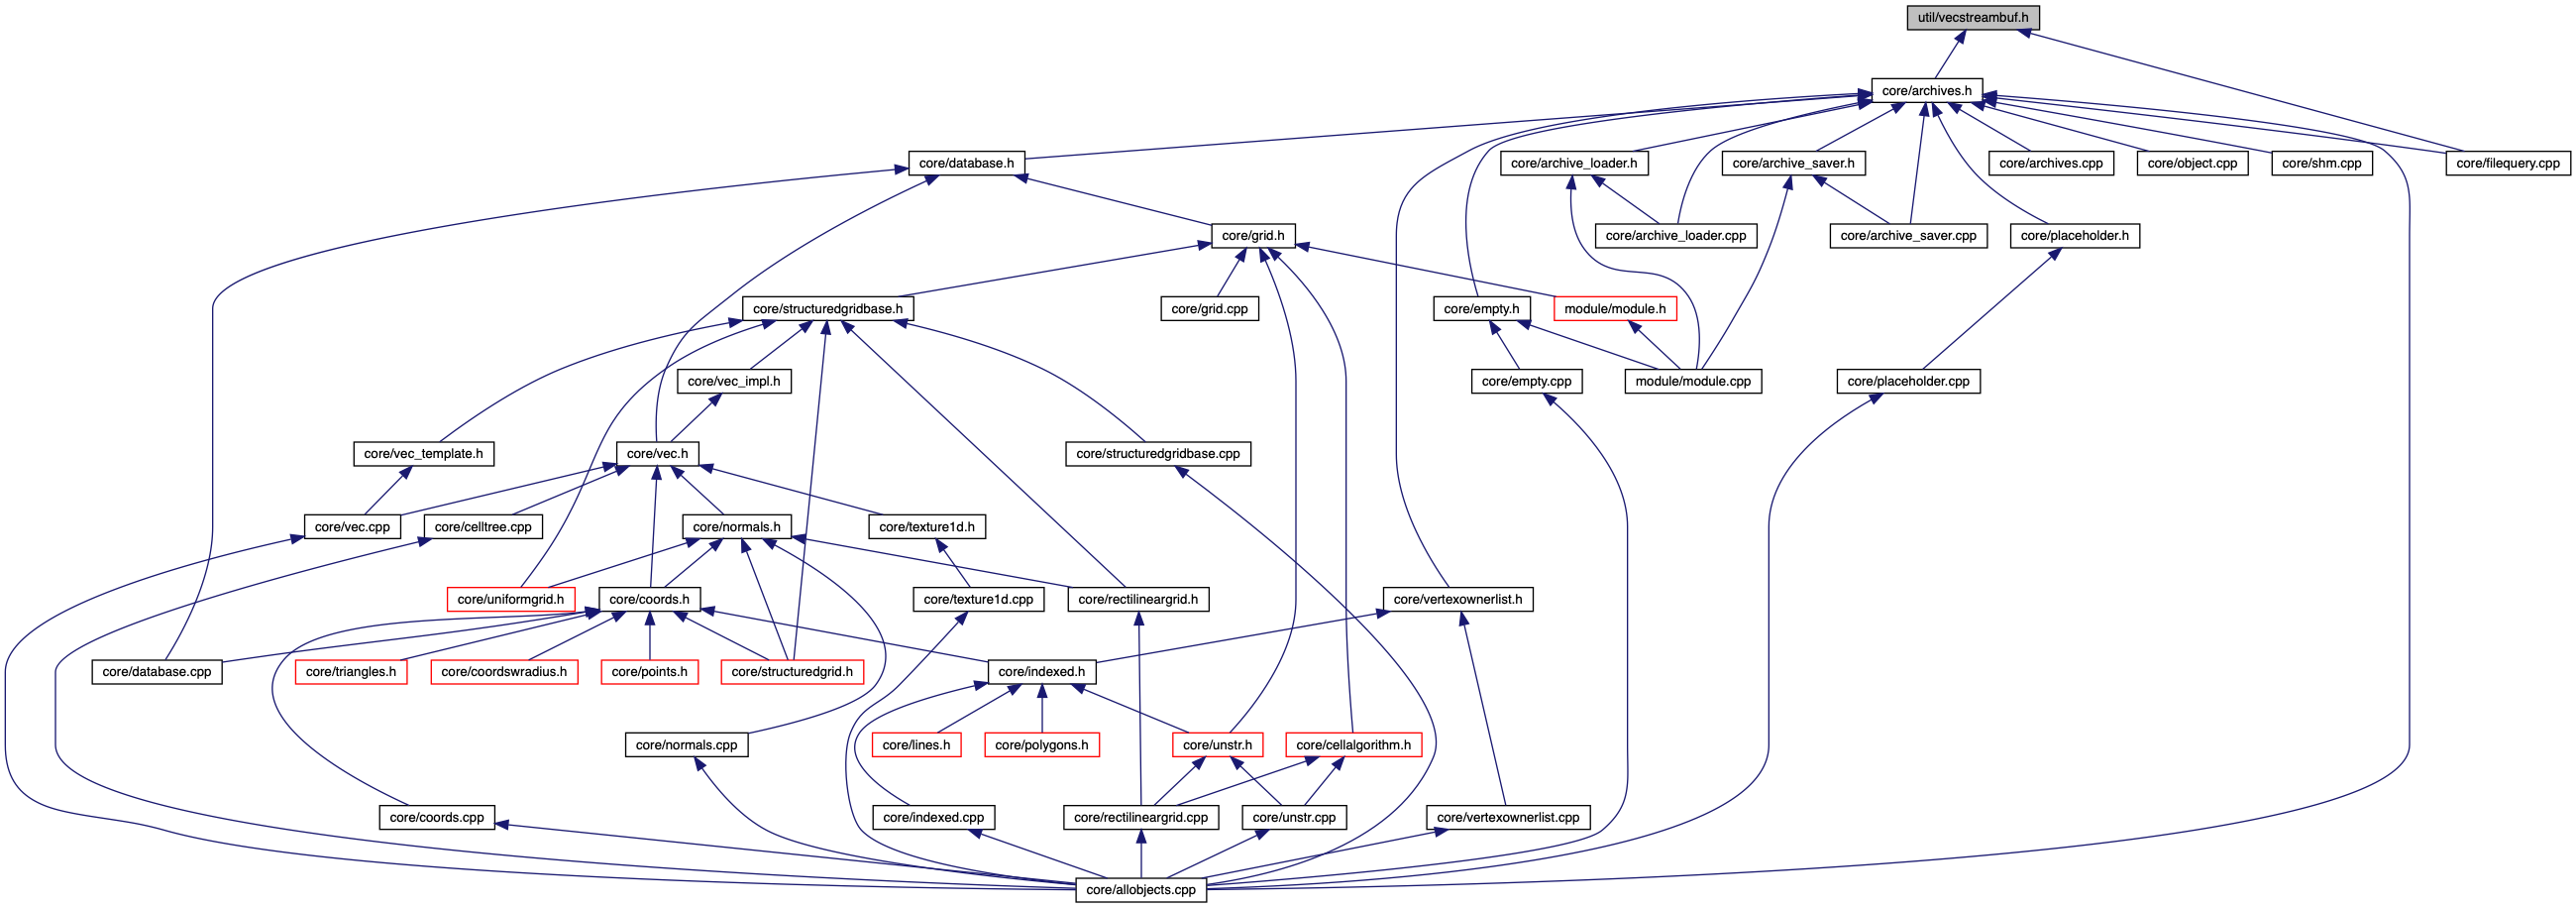 util/vecstreambuf.h
core/archives.h
core/database.h
core/archive_loader.h
core/archive_saver.h
core/archives.cpp
core/object.cpp
core/shm.cpp
core/filequery.cpp
core/grid.h
core/archive_loader.cpp
core/archive_saver.cpp
core/placeholder.h
core/structuredgridbase.h
core/grid.cpp
core/empty.h
module/module.h
core/vec_impl.h
core/empty.cpp
module/module.cpp
core/placeholder.cpp
core/vec_template.h
core/vec.h
core/structuredgridbase.cpp
core/vec.cpp
core/celltree.cpp
core/normals.h
core/texture1d.h
core/uniformgrid.h
core/coords.h
core/texture1d.cpp
core/rectilineargrid.h
core/vertexownerlist.h
core/database.cpp
core/triangles.h
core/coordswradius.h
core/points.h
core/structuredgrid.h
core/indexed.h
core/normals.cpp
core/lines.h
core/polygons.h
core/unstr.h
core/cellalgorithm.h
core/coords.cpp
core/indexed.cpp
core/rectilineargrid.cpp
core/unstr.cpp
core/vertexownerlist.cpp
core/allobjects.cpp